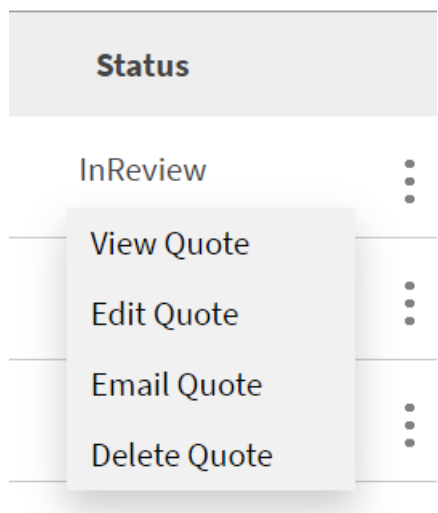 Status
InReview
View Quote
Edit Quote
Email Quote
Delete Quote